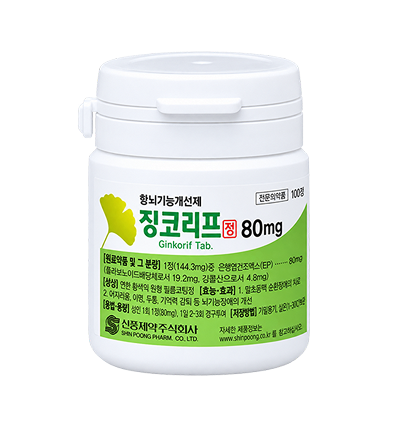 항뇌기능개선제
전문의약품 100정
징코리프정 80mg
Ginkorif Tab.
[원료약품 및 그 분량] 1정(144.3mg)중 은행엽건조엑스(EP) ······ 80mg
(플라보노이드배당체로서 19.2mg, 깅콜산으로서 4.8mg)
[성상] 연한 황색의 원형 필름코팅정 [효능·효과] 1. 말초동맥 순환장애의 치료
2. 어지러움, 이명, 두통, 기억력 감퇴 등 뇌기능장애의 개선
[용법·용량] 성인 1회 1정(80mg), 1일 2-3회 경구투여 [저장방법] 기밀용기, 실온(1-30℃)보관
신풍제약주식회사
SHIN POONG PHARM. CO., LTD.
자세한 제품정보는
www.shinpoong.co.kr 를 참고하십시오.